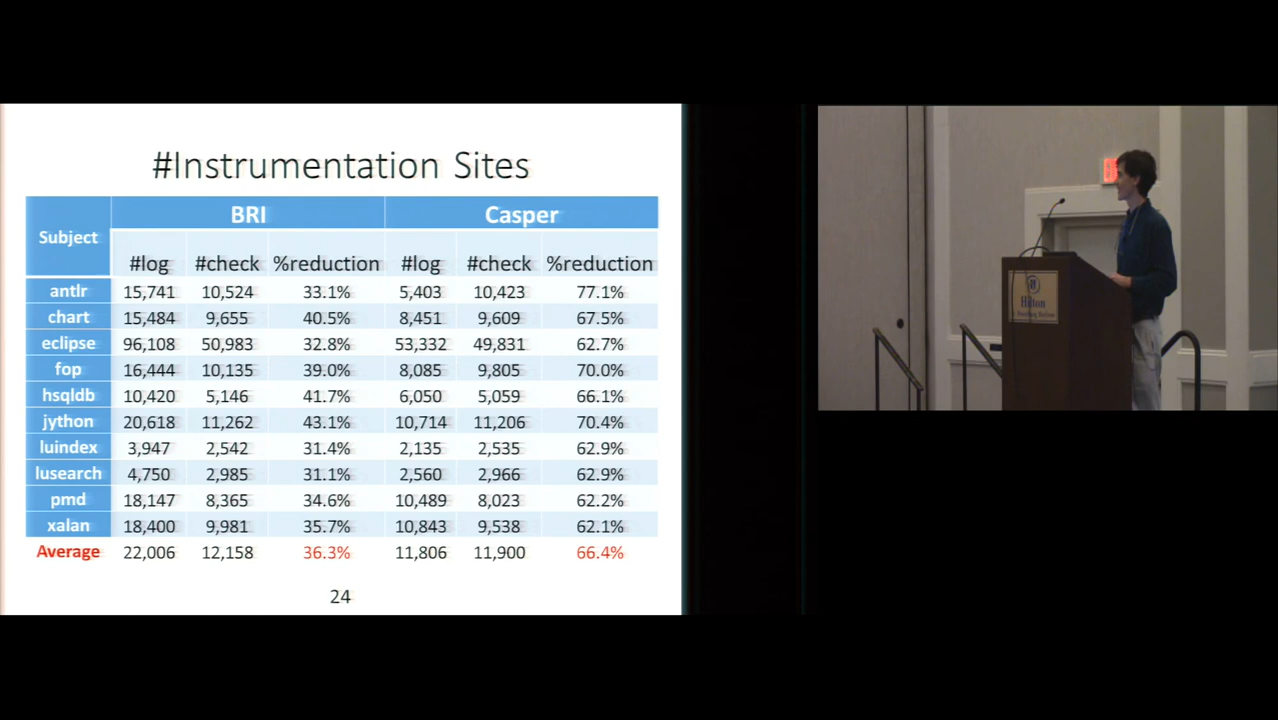 #Instrumentation Sites
Subject BRI Casper
#log #check %reduction #log #check %reduction
antlr 15,741 10,524 33.1% 5,403 10,423 77.1%
chart 15,484 9,655 40.5% 8,451 9,609 67.5%
eclipse 96,108 50,983 32.8% 53,332 49,831 62.7%
fop 16,444 10,135 39.0% 8,085 9,805 70.0%
hsqldb 10,420 5,146 41.7% 6,050 5,059 66.1%
jython 20,618 11,262 43.1% 10,714 11,206 70.4%
luindex 3,947 2,542 31.4% 2,135 2,535 62.9%
lusearch 4,750 2,985 31.1% 2,560 2,966 62.9%
pmd 18,147 8,365 34.6% 10,489 8,023 62.2%
xalan 18,400 9,981 35.7% 10,843 9,538 62.1%
Average 22,006 12,158 36.3% 11,806 11,900 66.4%
24
Hilton